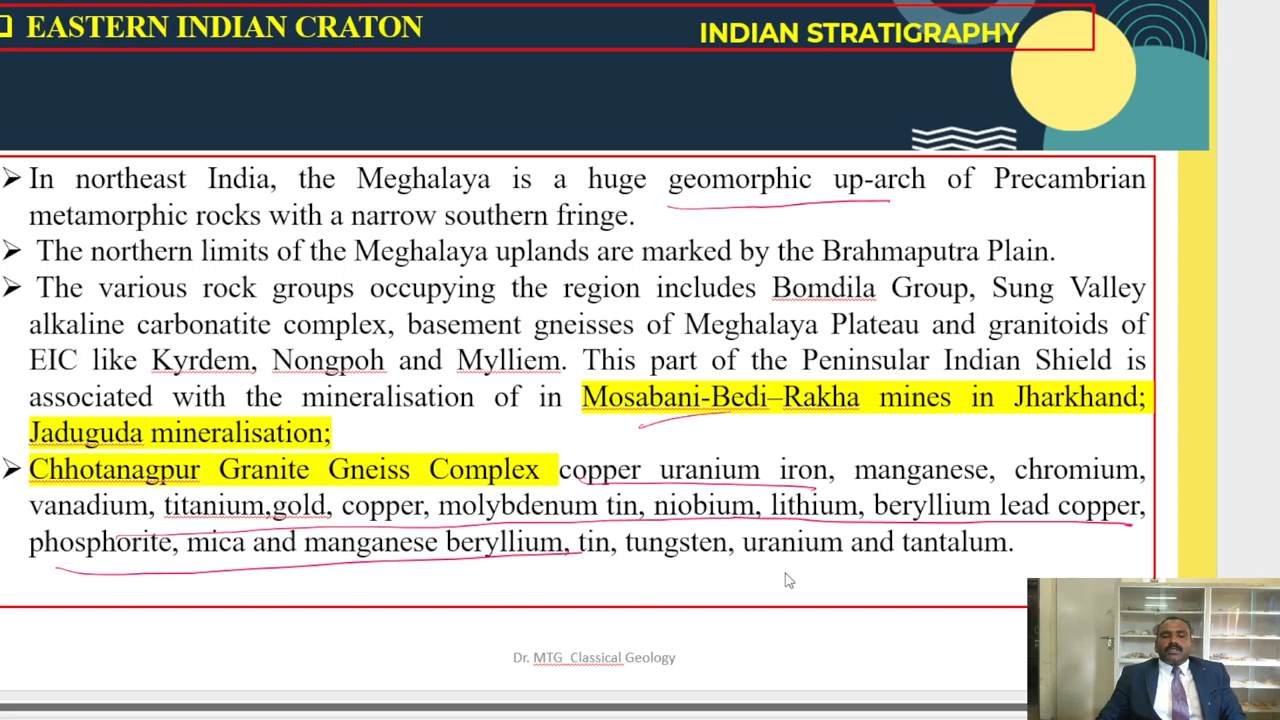 EASTERN INDIAN CRATON
INDIAN STRATIGRAPHY
➢ In northeast India, the Meghalaya is a huge geomorphic up-arch of Precambrian
metamorphic rocks with a narrow southern fringe.
➢ The northern limits of the Meghalaya uplands are marked by the Brahmaputra Plain.
➢ The various rock groups occupying the region includes Bomdila Group, Sung Valley
alkaline carbonatite complex, basement gneisses of Meghalaya Plateau and granitoids of
EIC like Kyrdem, Nongpoh and Mylliem. This part of the Peninsular Indian Shield is
associated with the mineralisation of in Mosabani-Bedi–Rakha mines in Jharkhand;
Jaduguda mineralisation;
➢ Chhotanagpur Granite Gneiss Complex copper uranium iron, manganese, chromium,
vanadium, titanium,gold, copper, molybdenum tin, niobium, lithium, beryllium lead copper,
phosphorite, mica and manganese beryllium, tin, tungsten, uranium and tantalum.
Dr. MTG Classical Geology